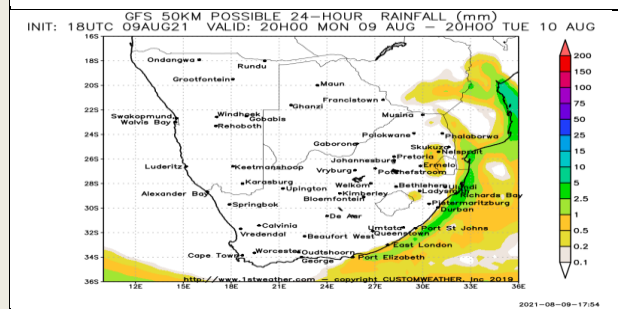 GFS 50KM POSSIBLE 24-HOUR RAINFALL (mm)
INIT: 18UTC 09AUG21 VALID: 20H00 MON 09 AUG - 20H00 TUE 10 AUG
16S
18S
20S
22S
24S
26S
28S
30S
32S
34S
36S
Ondangwa
Rundu
Grootfontein
Maun
Francistown
Ghanzi
Swakopmund
Walvis Bay
Windhoek
Gobabis
Rehoboth
Musina
Polokwane
Phalaborwa
Gaborone
Skukuza
Nelspruit
Johannesburg
Pretoria
Luderitz
Keetmanshoop
Vryburg
Ermelo
Potchefstroom
Karasburg
Upington
Welkom
Kimberley
Bethlehem
Ulundi
Ladysmith
Richards Bay
Alexander Bay
Springbok
Bloemfontein
Pietermaritzburg
Durban
De Aar
Calvinia
Vredendal
Beaufort West
Umtata
Queenstown
Port St Johns
East London
Cape Town
Worcester
Oudtshoorn
George
Port Elizabeth
http://www.1stweather.com - copyright CUSTOMWEATHER, Inc 2019
12E 15E 18E 21E 24E 27E 30E 33E 36E
200
150
100
75
50
25
15
10
5
2.5
1
0.5
0.2
0.1
2021-08-09-17:54